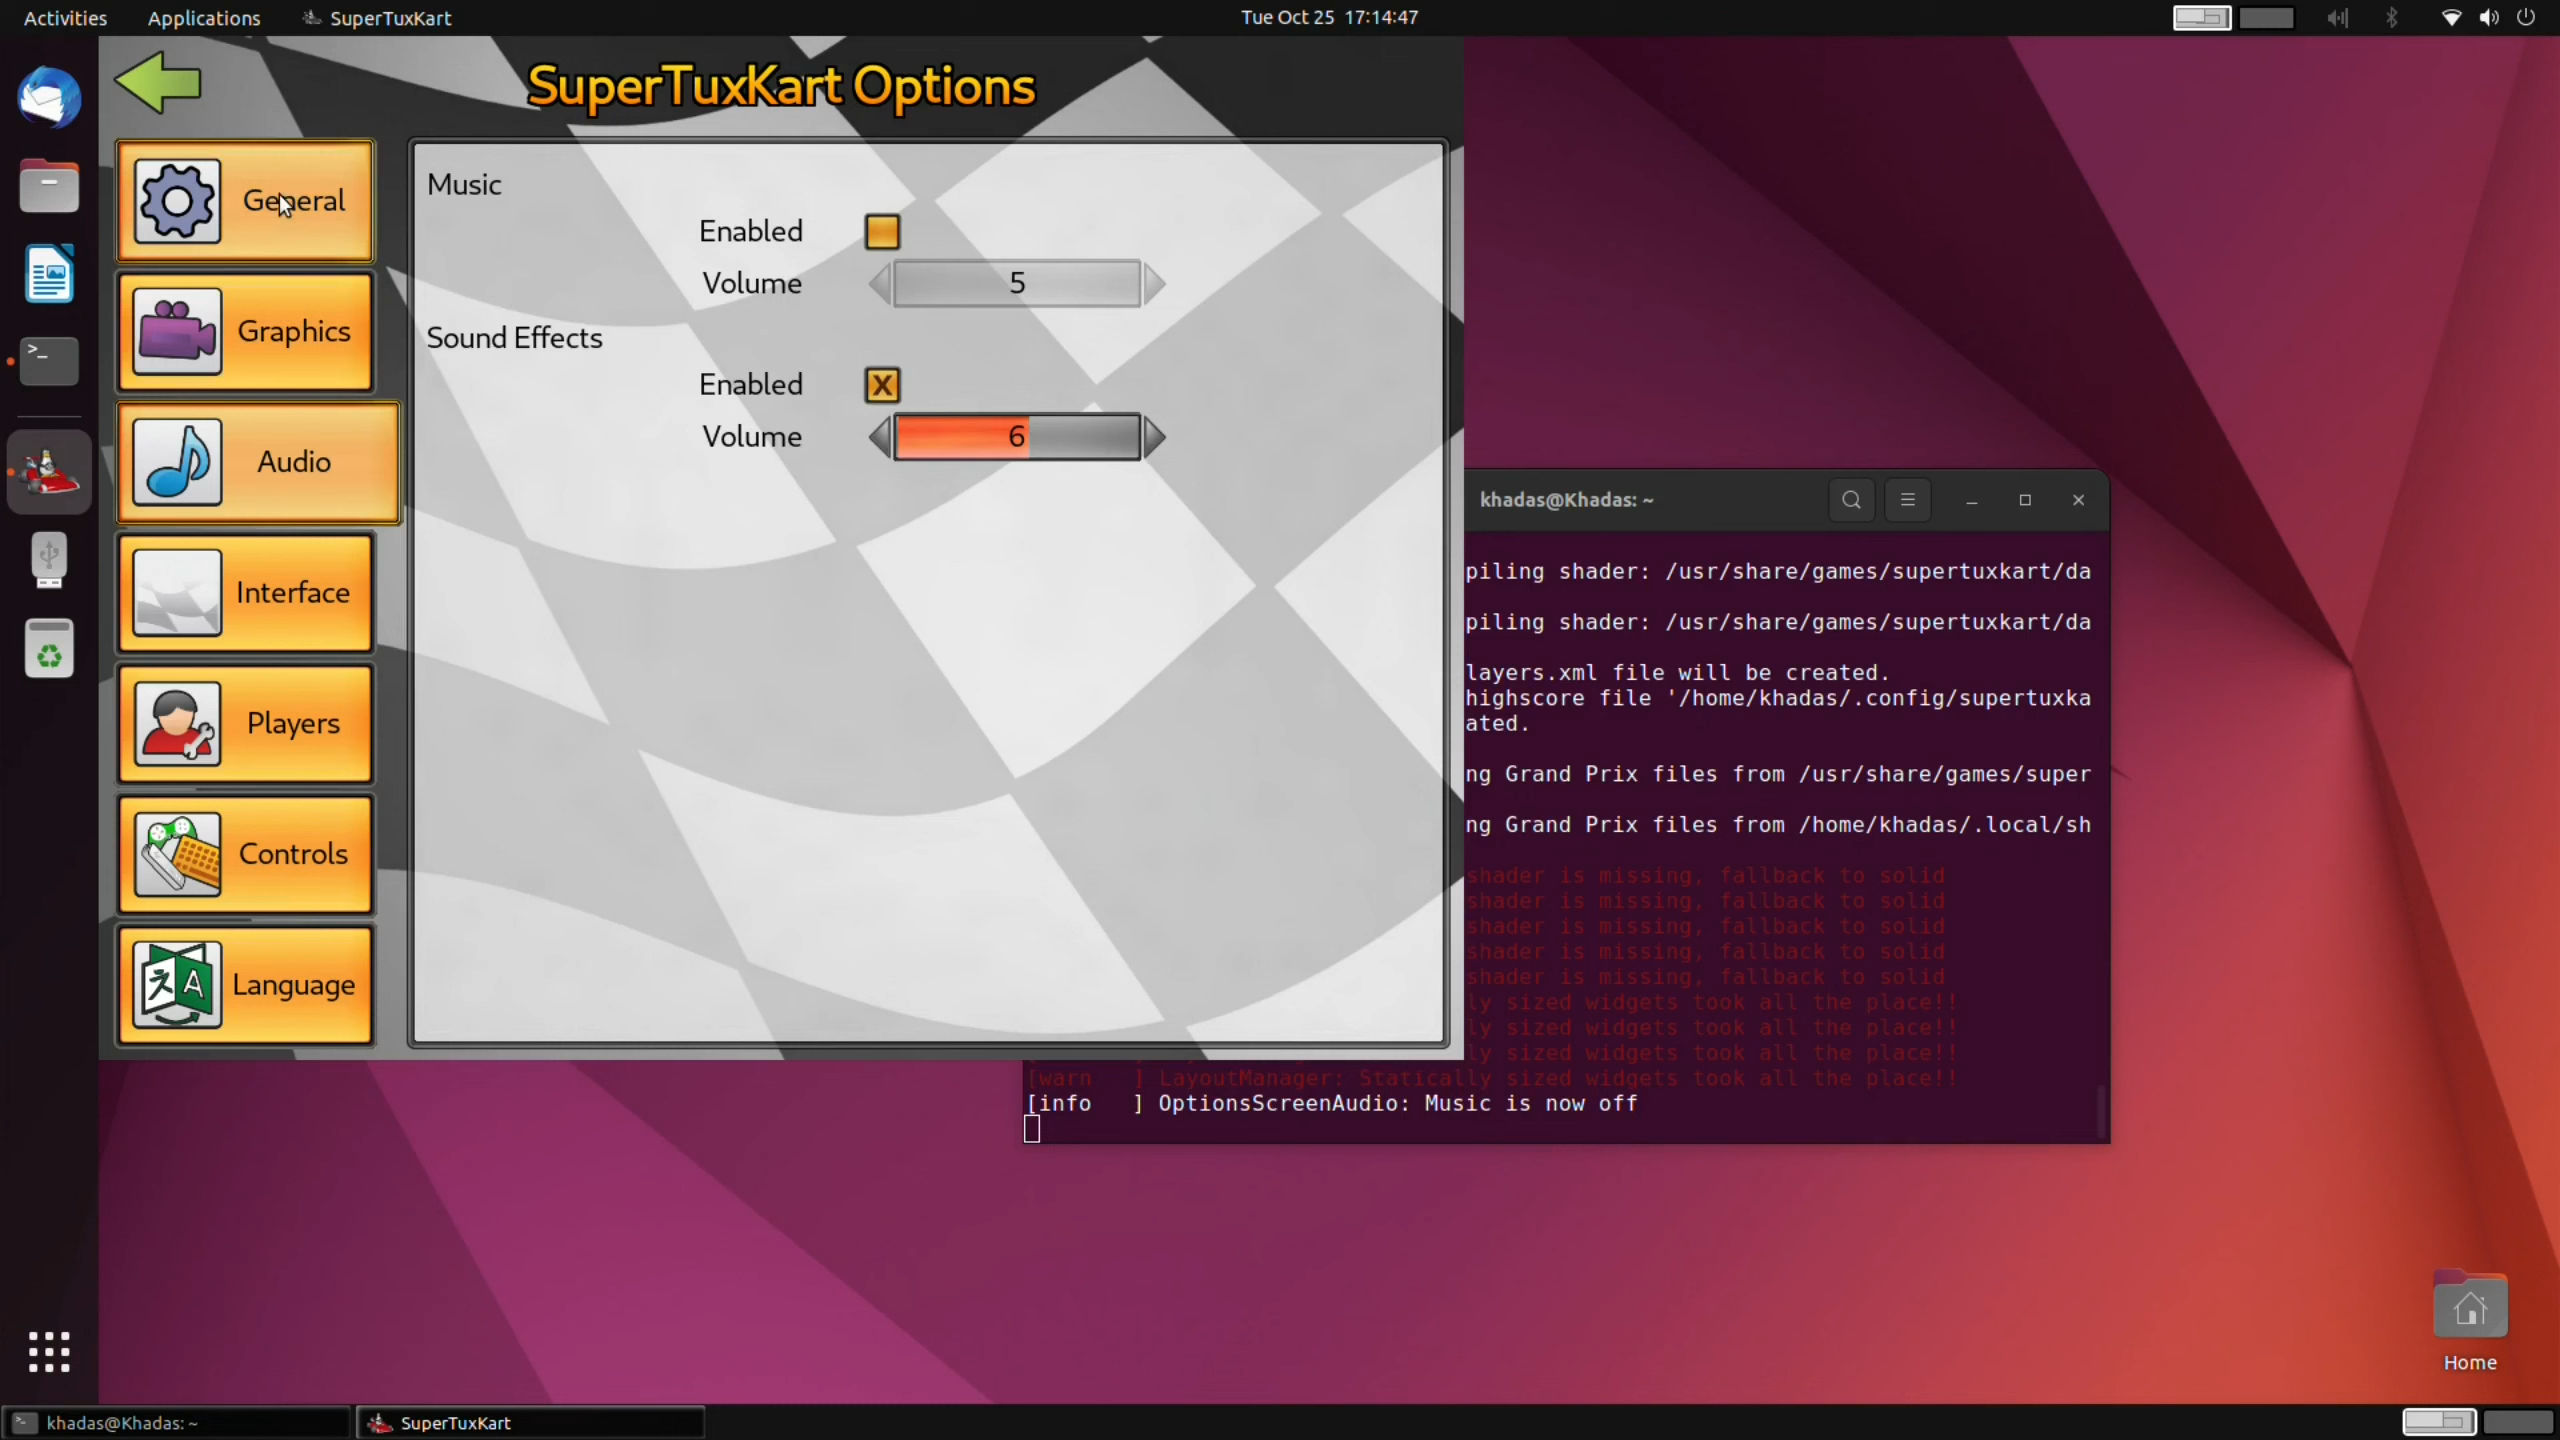 Activities Applications SuperTuxKart Tue Oct 25 17:14:47
SuperTuxKart Options
General
Graphics
Audio
Interface
Players
Controls
Language
Music
Enabled
Volume 5
Sound Effects
Enabled X
Volume 6
khadas@Khadas: ~
piling shader: /usr/share/games/supertuxkart/da
piling shader: /usr/share/games/supertuxkart/da
layers.xml file will be created.
highscore file '/home/khadas/.config/supertuxka
ated.
ng Grand Prix files from /usr/share/games/super
ng Grand Prix files from /home/khadas/.local/sh
shader is missing, fallback to solid
shader is missing, fallback to solid
shader is missing, fallback to solid
shader is missing, fallback to solid
shader is missing, fallback to solid
ly sized widgets took all the place!!
ly sized widgets took all the place!!
ly sized widgets took all the place!!
[warn   ] LayoutManager: Statically sized widgets took all the place!!
[info   ] OptionsScreenAudio: Music is now off
Home
khadas@Khadas: ~ SuperTuxKart